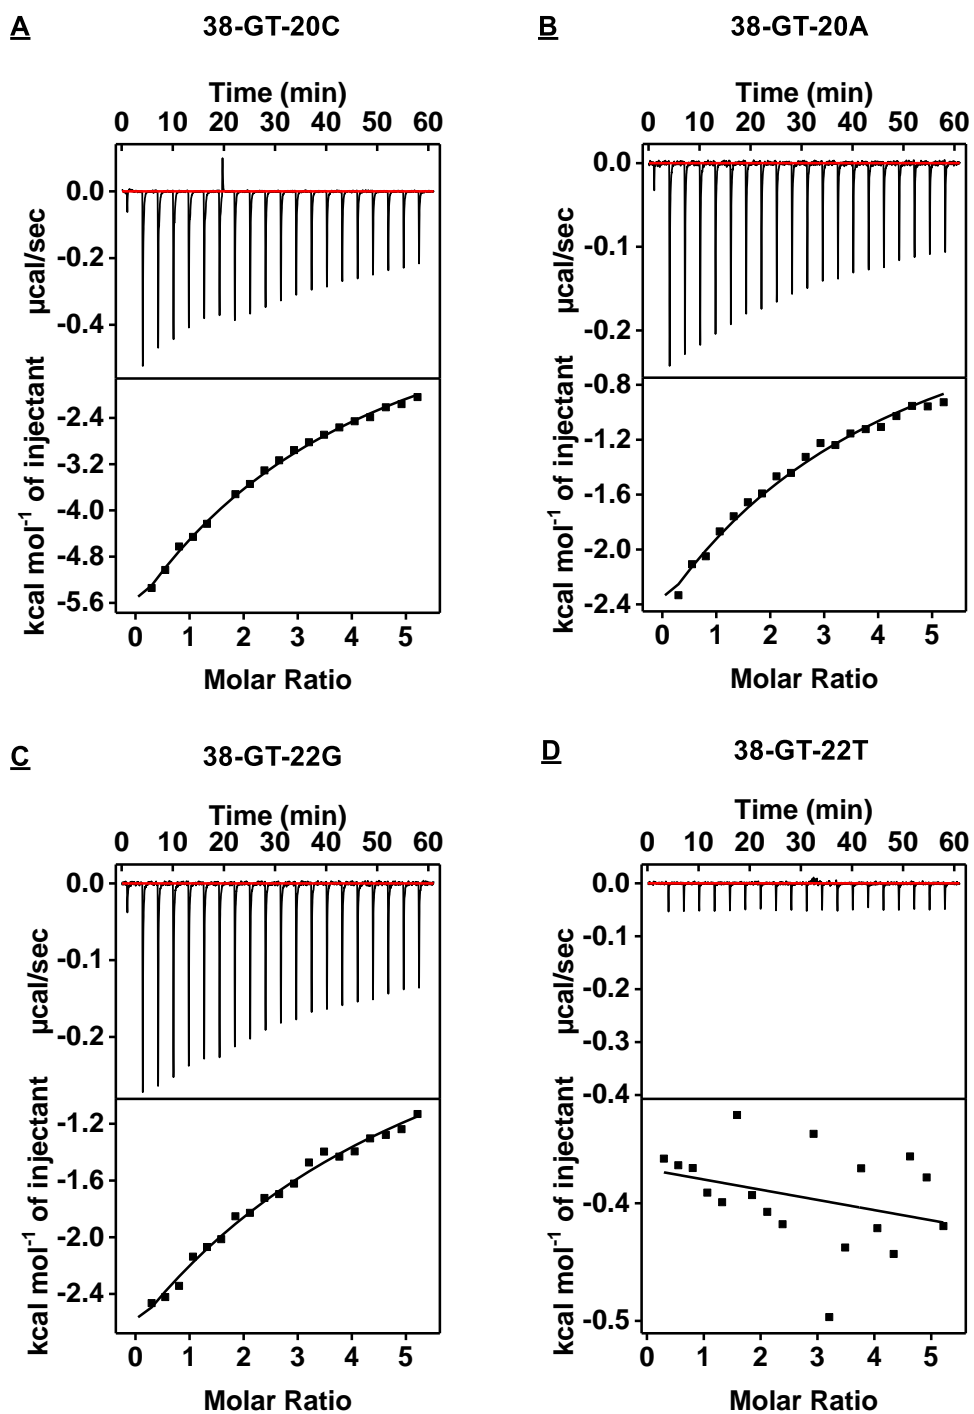 A
38-GT-20C
Time (min)
0 10 20 30 40 50 60
0.0
-0.2
-0.4
µcal/sec
-2.4
-3.2
-4.0
-4.8
-5.6
kcal mol⁻¹ of injectant
0 1 2 3 4 5
Molar Ratio
B
38-GT-20A
Time (min)
0 10 20 30 40 50 60
0.0
-0.1
-0.2
µcal/sec
-0.8
-1.2
-1.6
-2.0
-2.4
kcal mol⁻¹ of injectant
0 1 2 3 4 5
Molar Ratio
C
38-GT-22G
Time (min)
0 10 20 30 40 50 60
0.0
-0.1
-0.2
µcal/sec
-1.2
-1.6
-2.0
-2.4
kcal mol⁻¹ of injectant
0 1 2 3 4 5
Molar Ratio
D
38-GT-22T
Time (min)
0 10 20 30 40 50 60
0.0
-0.1
-0.2
-0.3
-0.4
µcal/sec
-0.4
-0.5
kcal mol⁻¹ of injectant
0 1 2 3 4 5
Molar Ratio